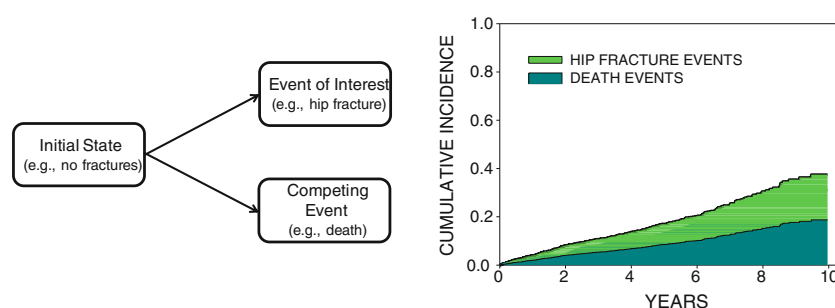 Initial State
(e.g., no fractures)
Event of Interest
(e.g., hip fracture)
Competing
Event
(e.g., death)
CUMULATIVE INCIDENCE
1.0
0.8
0.6
0.4
0.2
0.0
HIP FRACTURE EVENTS
DEATH EVENTS
0
2
4
6
8
10
YEARS